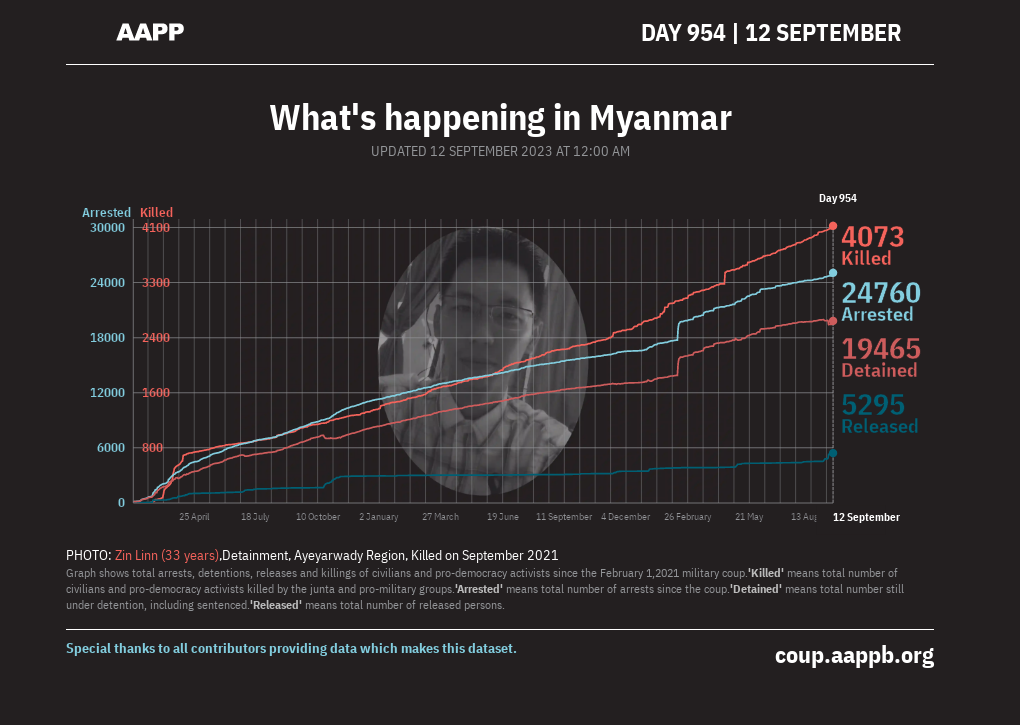 AAPP
DAY 954 | 12 SEPTEMBER
What's happening in Myanmar
UPDATED 12 SEPTEMBER 2023 AT 12:00 AM
Day 954
Arrested Killed
30000 4100
24000 3300
18000 2400
12000 1600
6000 800
0
4073
Killed
24760
Arrested
19465
Detained
5295
Released
25 April 18 July 10 October 2 January 27 March 19 June 11 September 4 December 26 February 21 May 13 Aug 12 September
PHOTO: Zin Linn (33 years),Detainment, Ayeyarwady Region, Killed on September 2021
Graph shows total arrests, detentions, releases and killings of civilians and pro-democracy activists since the February 1,2021 military coup.'Killed' means total number of
civilians and pro-democracy activists killed by the junta and pro-military groups.'Arrested' means total number of arrests since the coup.'Detained' means total number still
under detention, including sentenced.'Released' means total number of released persons.
Special thanks to all contributors providing data which makes this dataset.
coup.aappb.org